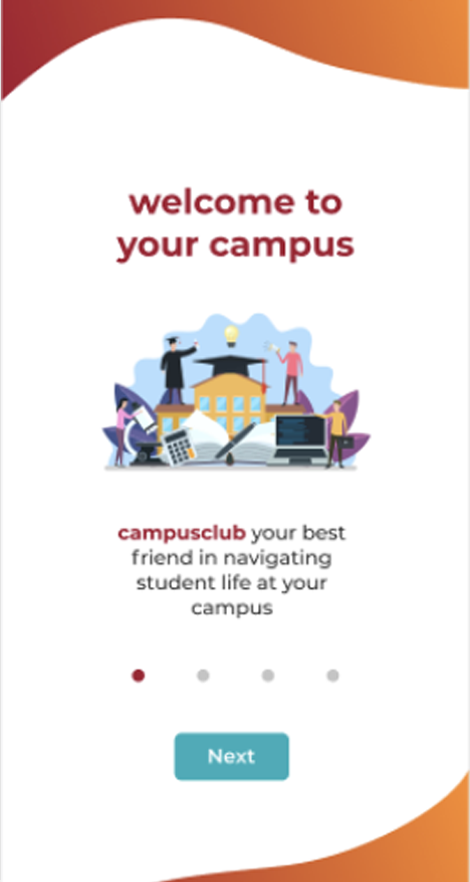 welcome to
your campus
campusclub your best
friend in navigating
student life at your
campus
Next